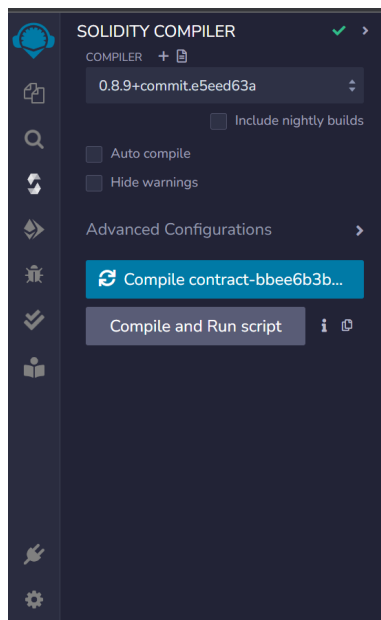 SOLIDITY COMPILER
COMPILER
0.8.9+commit.e5eed63a
Include nightly builds
Auto compile
Hide warnings
Advanced Configurations
Compile contract-bbee6b3b...
Compile and Run script